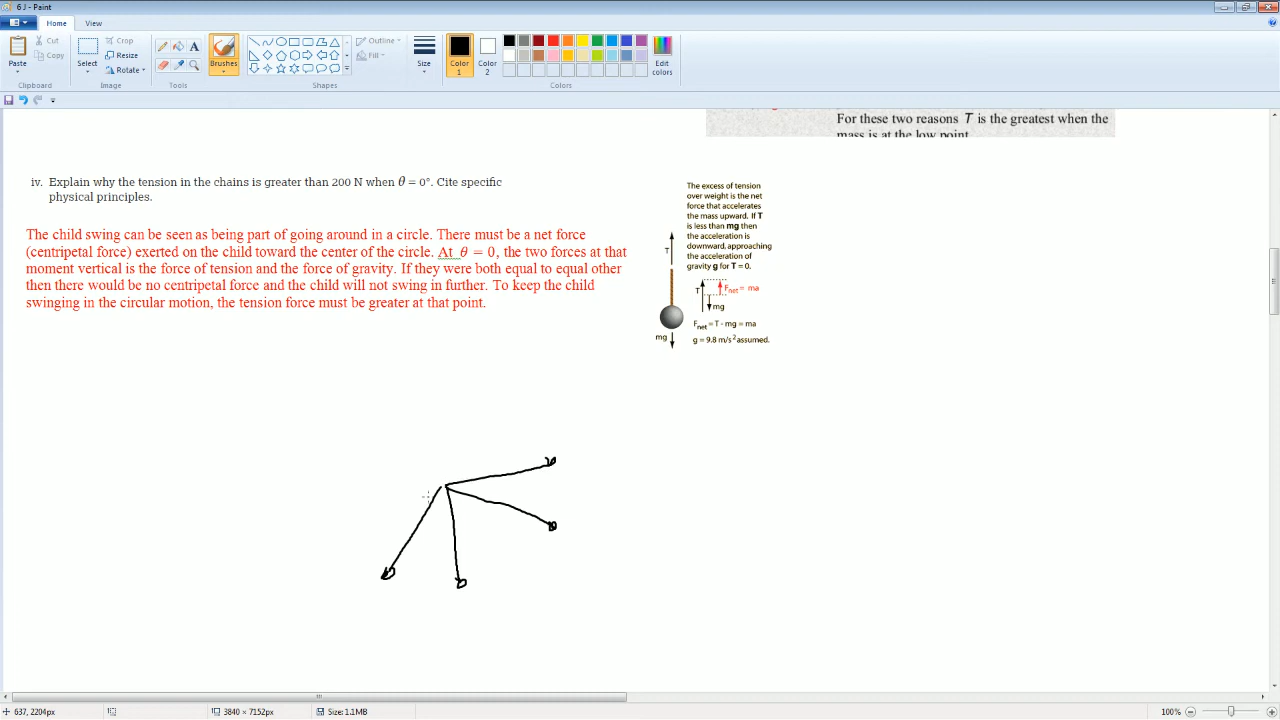 6 J - Paint
Home
View
Paste
Cut
Copy
Clipboard
Select
Crop
Resize
Rotate
Image
A
Tools
Brushes
Outline
Fill
Shapes
Size
Color
1
Color
2
Edit
colors
Colors
For these two reasons T is the greatest when the
mass is at the low point.
iv. Explain why the tension in the chains is greater than 200 N when θ = 0°. Cite specific
physical principles.
The child swing can be seen as being part of going around in a circle. There must be a net force
(centripetal force) exerted on the child toward the center of the circle. At θ = 0, the two forces at that
moment vertical is the force of tension and the force of gravity. If they were both equal to equal other
then there would be no centripetal force and the child will not swing in further. To keep the child
swinging in the circular motion, the tension force must be greater at that point.
The excess of tension
over weight is the net
force that accelerates
the mass upward. If T
is less than mg then
the acceleration is
downward, approaching
the acceleration of
gravity g for T = 0.
T
T
Fnet = ma
mg
Fnet = T - mg = ma
mg
g = 9.8 m/s² assumed.
637, 2204px
3840 × 7152px
Size: 1.1MB
100%